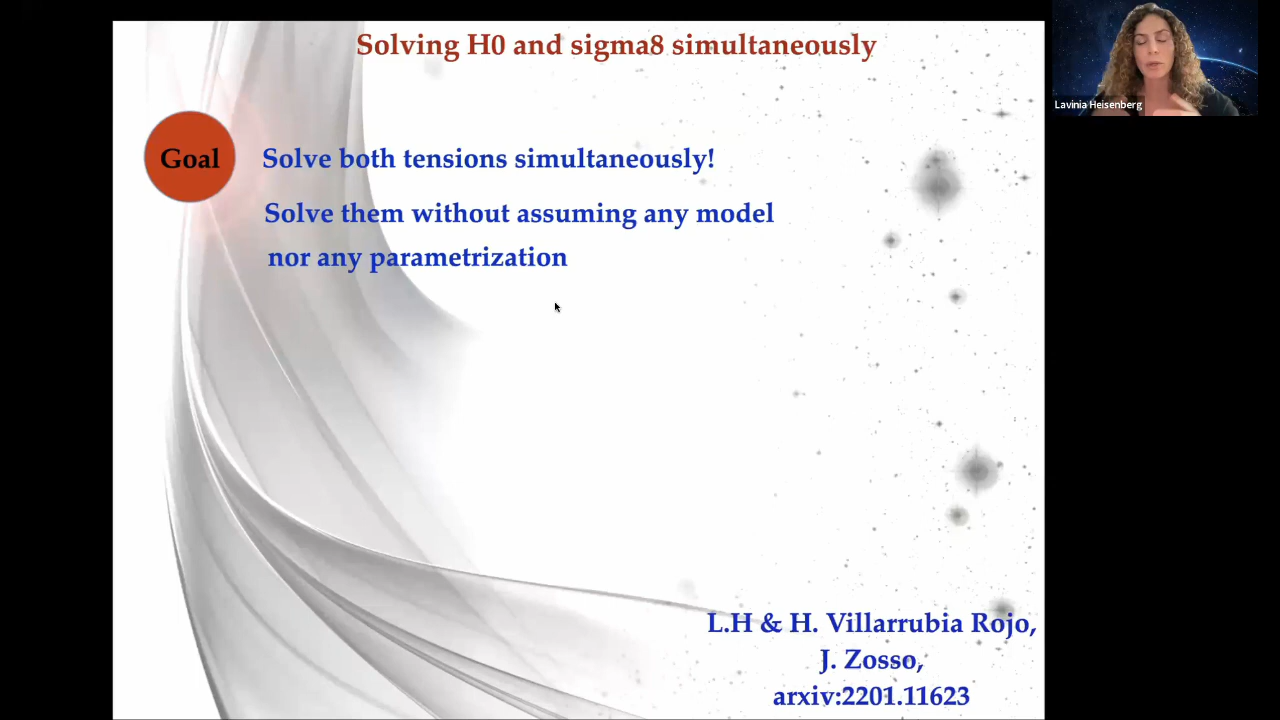 Solving H0 and sigma8 simultaneously
Goal
Solve both tensions simultaneously!
Solve them without assuming any model
nor any parametrization
L.H & H. Villarrubia Rojo,
J. Zosso,
arxiv:2201.11623
Lavinia Heisenberg